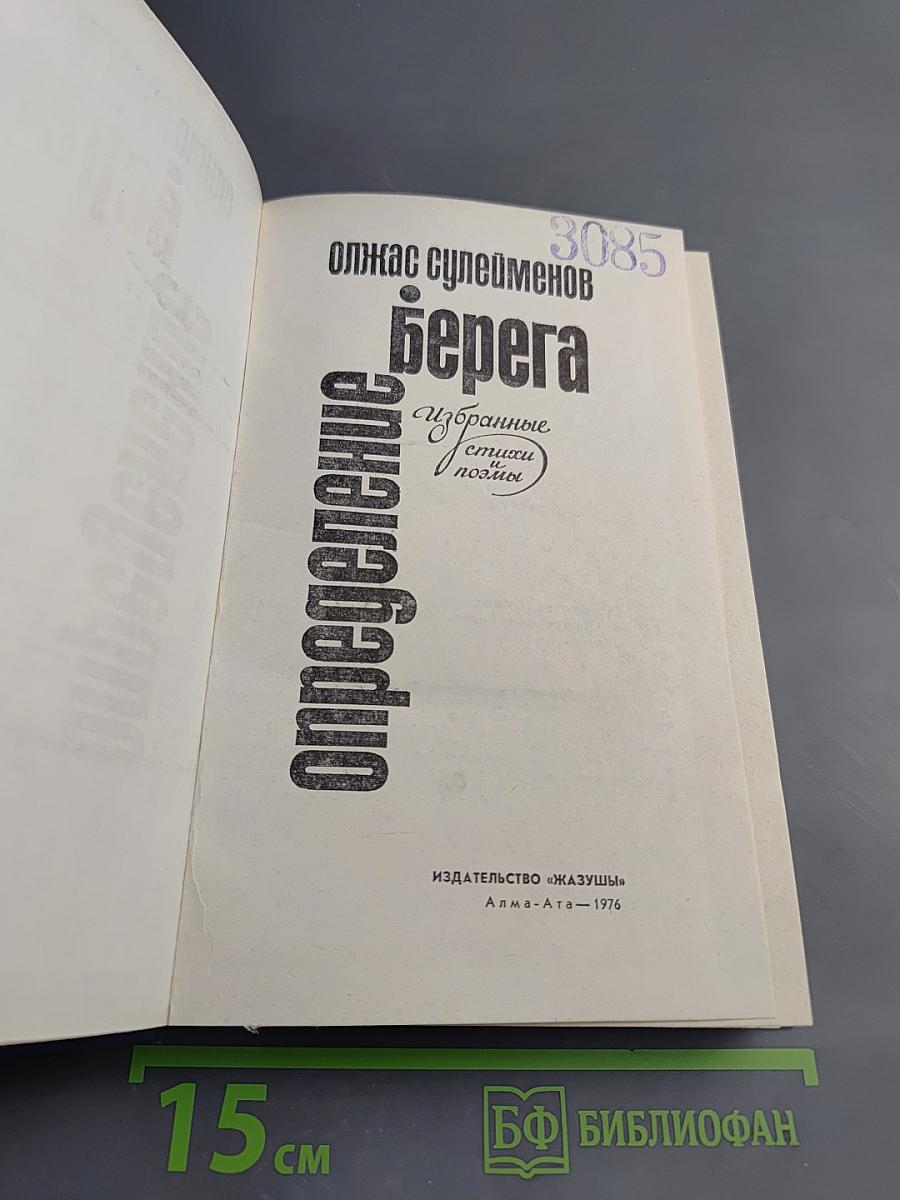 3085
олжас сулейменов
определение
берега
Избранные
стихи
и
поэмы
ИЗДАТЕЛЬСТВО «ЖАЗУШЫ»
Алма-Ата—1976
15 см
БФ БИБЛИОФАН